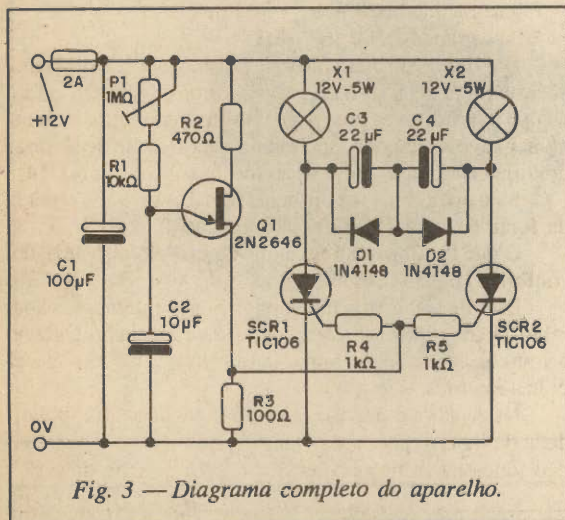 2A
+12V
P1
1MΩ
R1
10kΩ
C1
100µF
C2
10µF
R2
470Ω
Q1
2N2646
R3
100Ω
0V
X1
12V-5W
X2
12V-5W
C3
22µF
C4
22µF
D1
1N4148
D2
1N4148
SCR1
TIC106
SCR2
TIC106
R4
1kΩ
R5
1kΩ
Fig. 3 — Diagrama completo do aparelho.